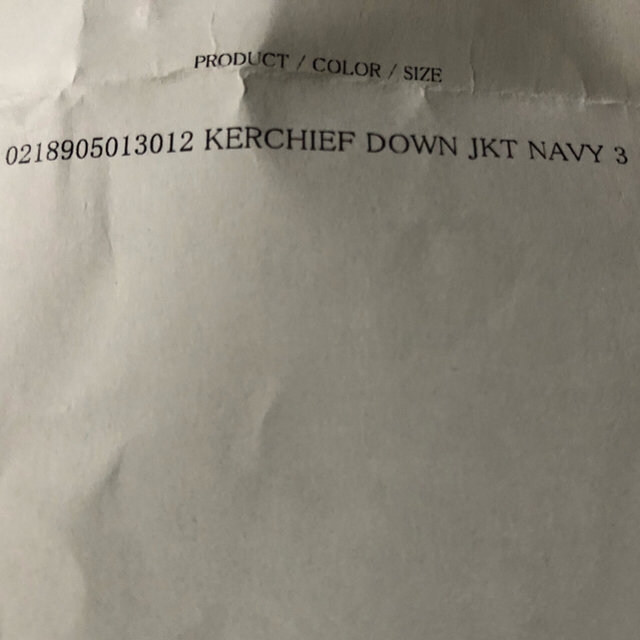 PRODUCT / COLOR / SIZE
0218905013012 KERCHIEF DOWN JKT NAVY 3